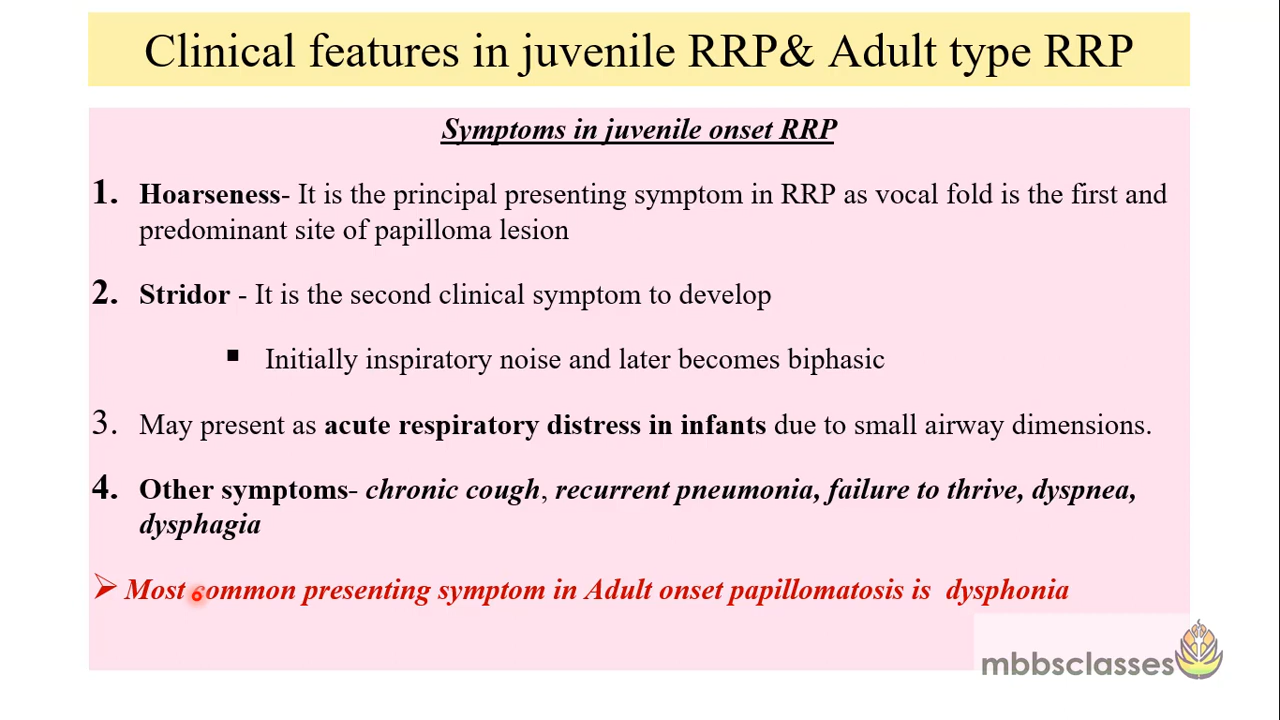 Clinical features in juvenile RRP& Adult type RRP
Symptoms in juvenile onset RRP
1. Hoarseness- It is the principal presenting symptom in RRP as vocal fold is the first and
predominant site of papilloma lesion
2. Stridor - It is the second clinical symptom to develop
▪ Initially inspiratory noise and later becomes biphasic
3. May present as acute respiratory distress in infants due to small airway dimensions.
4. Other symptoms- chronic cough, recurrent pneumonia, failure to thrive, dyspnea,
dysphagia
➢ Most common presenting symptom in Adult onset papillomatosis is dysphonia
mbbsclasses